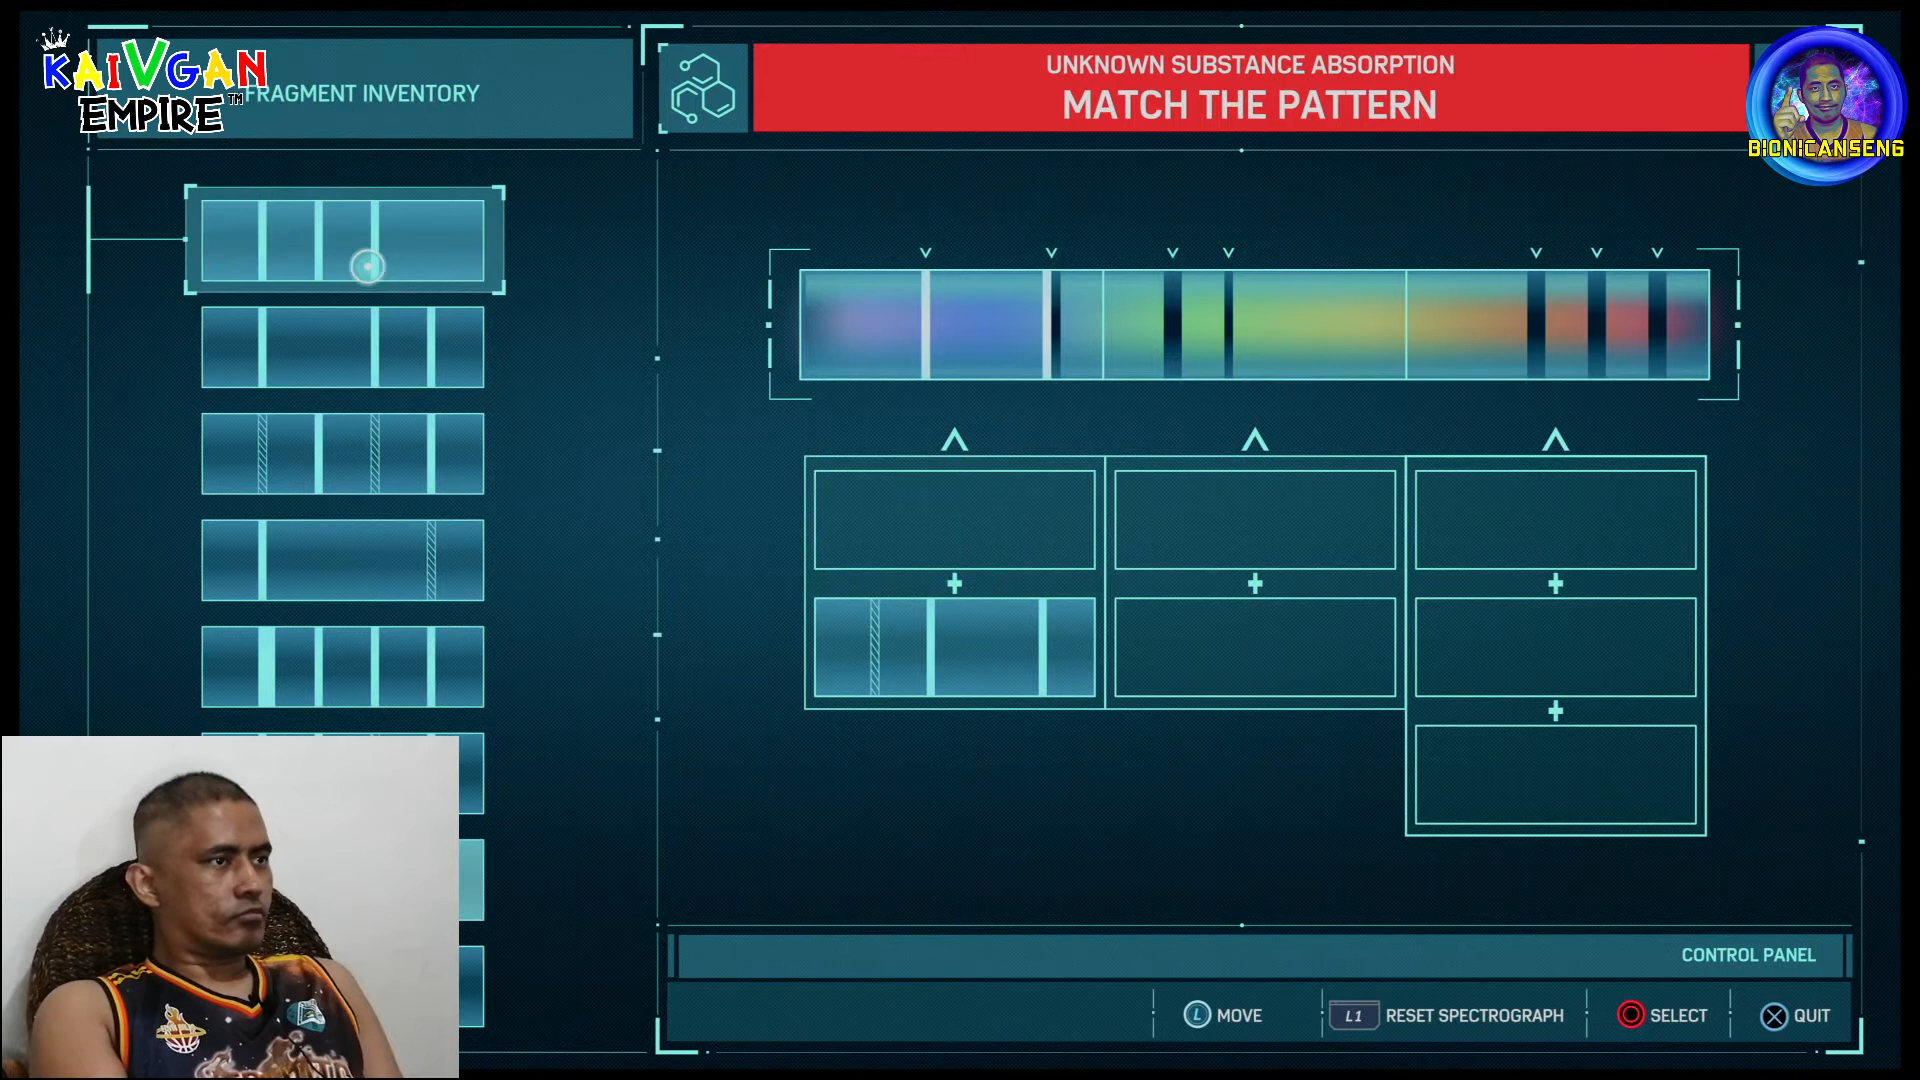 KAIVGAN
EMPIRE™
FRAGMENT INVENTORY
UNKNOWN SUBSTANCE ABSORPTION
MATCH THE PATTERN
BIONICANSENG
CONTROL PANEL
L MOVE
L1 RESET SPECTROGRAPH
SELECT
QUIT